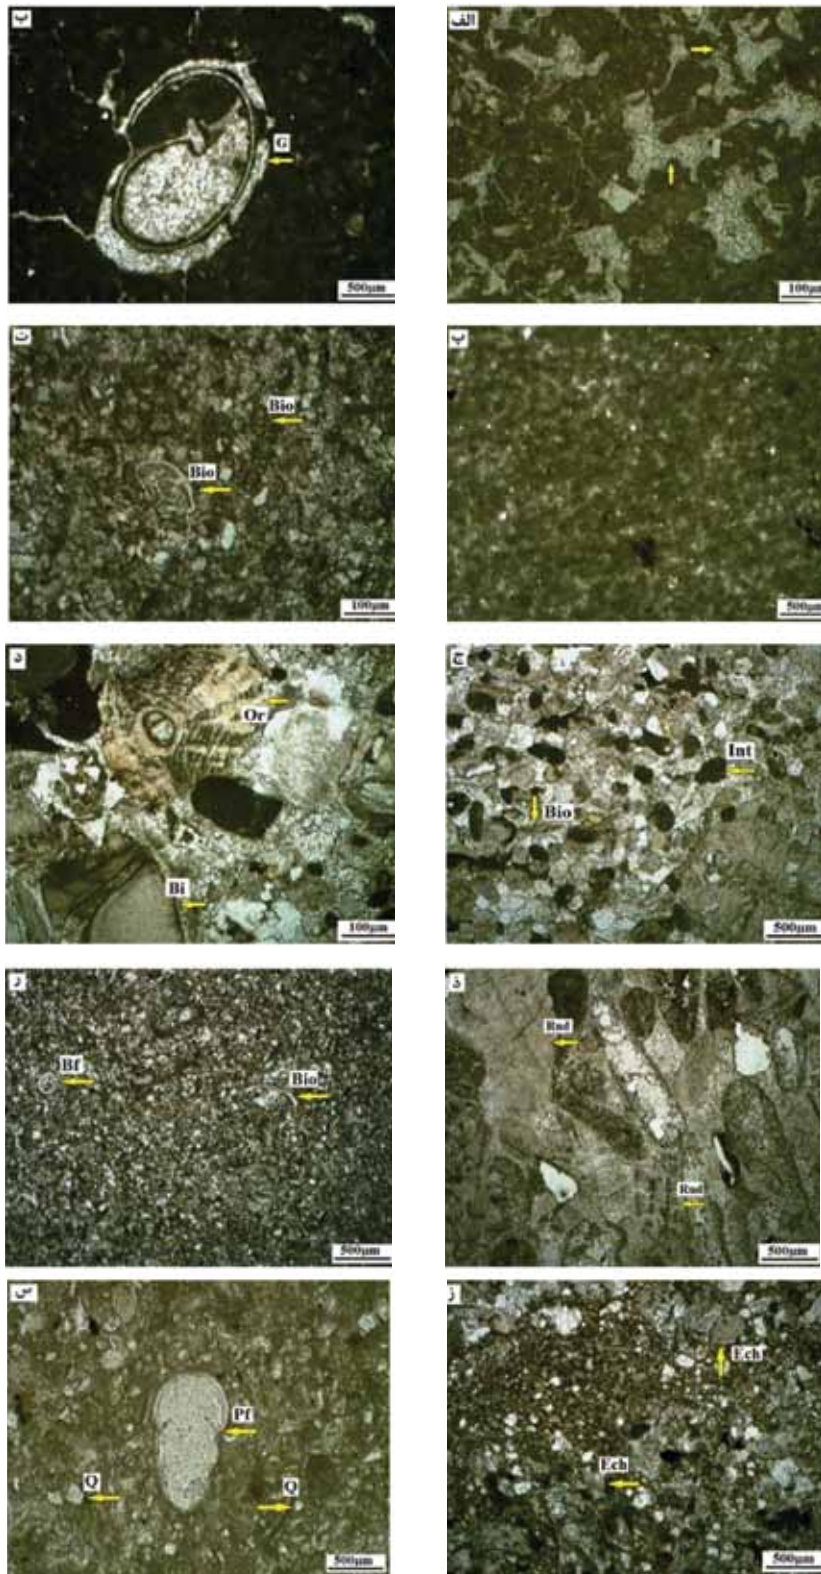 الف
100µm
ب
G
500µm
پ
500µm
ت
Bio
Bio
100µm
ج
Int
Bio
500µm
د
Or
Bi
100µm
ذ
Rud
Rud
500µm
ر
Bf
Bio
500µm
ز
Ech
Ech
500µm
س
Pf
Q
Q
500µm